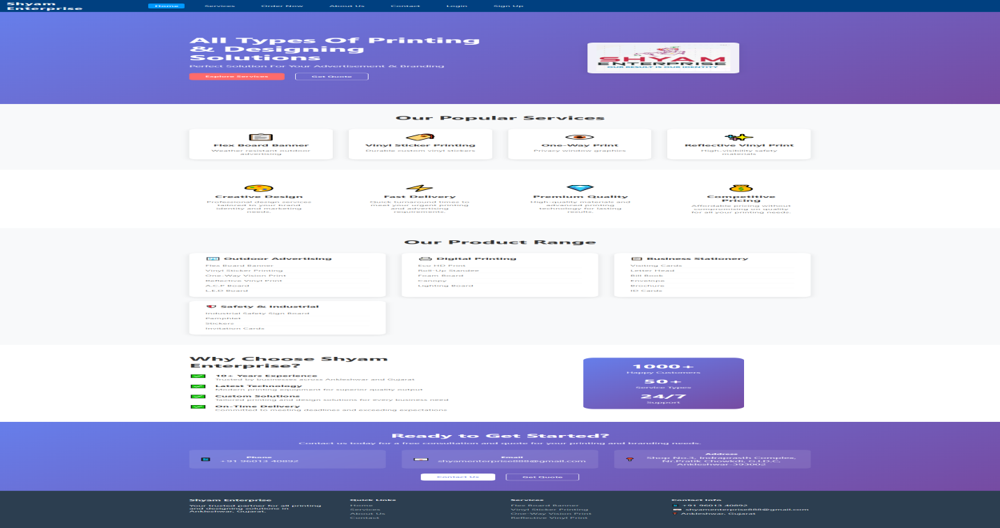 Shyam
Enterprise
Home
Services
Order Now
About Us
Contact
Login
Sign Up
All Types Of Printing
& Designing
Solutions
Perfect Solution For Your Advertisement & Branding
Explore Services
Get Quote
SHYAM
ENTERPRISE
OUR RESULT IS OUR IDENTITY
Our Popular Services
Flex Board Banner
Weather resistant outdoor
advertising
Vinyl Sticker Printing
Durable custom vinyl stickers
One-Way Print
Privacy window graphics
Reflective Vinyl Print
High-visibility safety
materials
Creative Design
Professional design services
tailored to your brand
identity and marketing
needs.
Fast Delivery
Quick turnaround times to
meet your urgent printing
and advertising
requirements.
Premium Quality
High-quality materials and
advanced printing
technology for lasting
results.
Competitive
Pricing
Affordable pricing without
compromising on quality
for all your printing needs.
Our Product Range
Outdoor Advertising
Flex Board Banner
Vinyl Sticker Printing
One-Way Vision Print
Reflective Vinyl Print
A.C.P Board
L.E.D Board
Digital Printing
Eco HD Print
Roll-Up Standee
Foam Board
Canopy
Lighting Board
Business Stationery
Visiting Cards
Letter Head
Bill Book
Envelope
Brochure
ID Cards
Safety & Industrial
Industrial Safety Sign Board
Pamphlet
Stickers
Invitation Cards
Why Choose Shyam
Enterprise?
10+ Years Experience
Trusted by businesses across Ankleshwar and Gujarat
Latest Technology
Modern printing equipment for superior quality output
Custom Solutions
Tailored printing and design solutions for every business need
On-Time Delivery
Committed to meeting deadlines and exceeding expectations
1000+
Happy Customers
50+
Service Types
24/7
Support
Ready to Get Started?
Contact us today for a free consultation and quote for your printing and branding needs.
Phone
+91 96013 40892
Email
shyamenterprise888@gmail.com
Address
Shop No.3, Indraprasth Complex,
Nr.Pratik Chowkdi, G.I.D.C,
Ankleshwar-393002
Contact Us
Get Quote
Shyam Enterprise
Your trusted partner for all printing
and designing solutions in
Ankleshwar, Gujarat.
Quick Links
Home
Services
About Us
Contact
Services
Flex Board Banner
Vinyl Sticker Printing
One-Way Vision Print
Reflective Vinyl Print
Contact Info
+91 96013 40892
shyamenterprise888@gmail.com
Ankleshwar, Gujarat